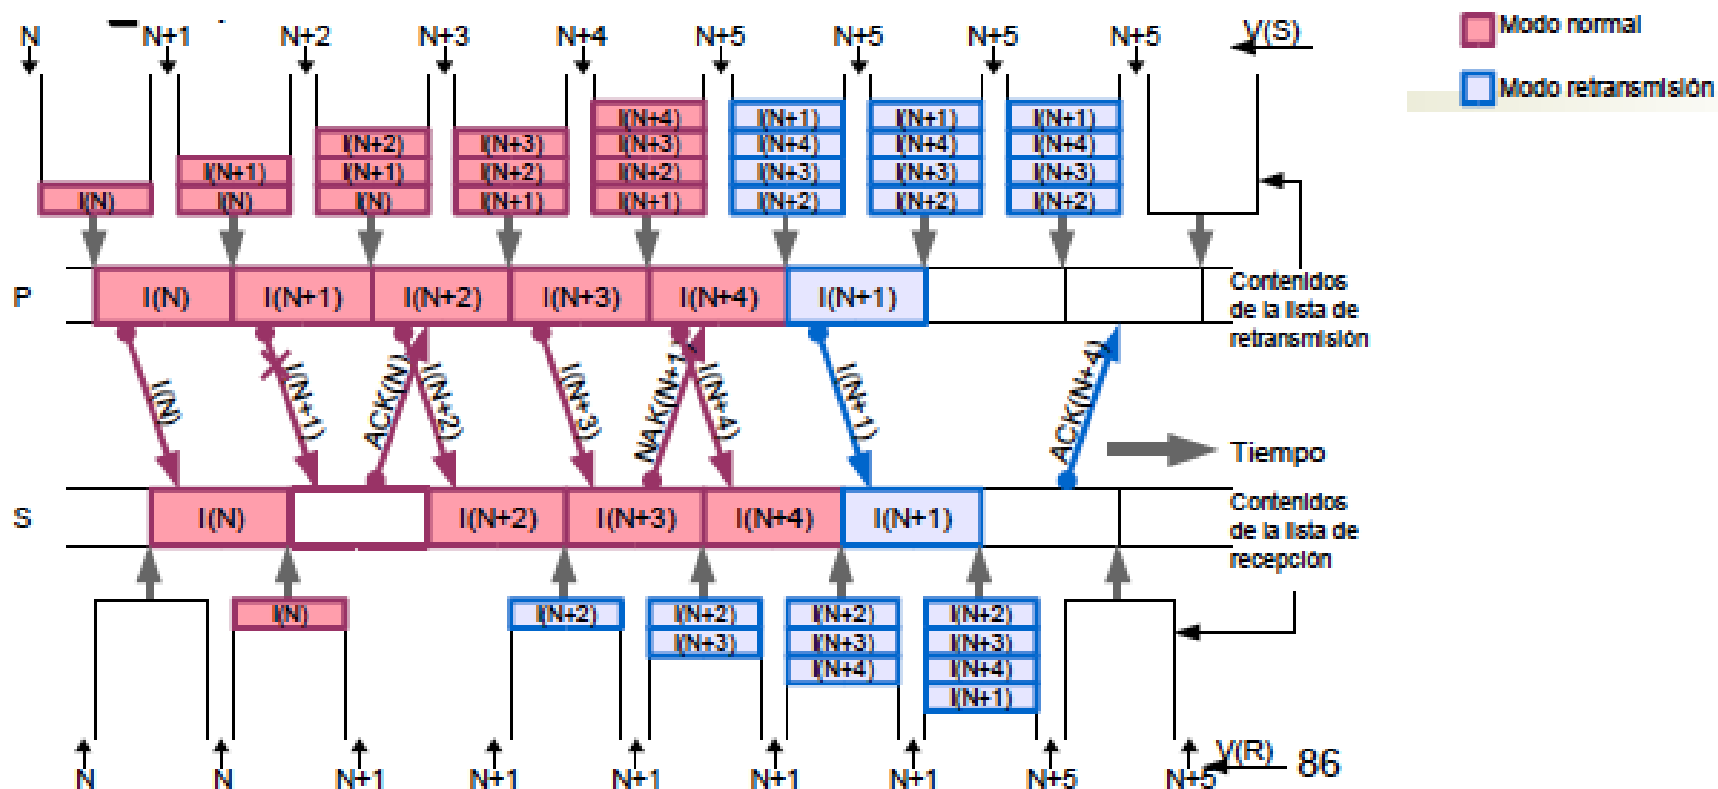 N N+1 N+2 N+3 N+4 N+5 N+5 N+5 N+5 V(S)
Modo normal
Modo retransmisión
I(N)
I(N+1)
I(N)
I(N+2)
I(N+1)
I(N)
I(N+3)
I(N+2)
I(N+1)
I(N+4)
I(N+3)
I(N+2)
I(N+1)
I(N+1)
I(N+4)
I(N+3)
I(N+2)
I(N+1)
I(N+4)
I(N+3)
I(N+2)
I(N+1)
I(N+4)
I(N+3)
I(N+2)
P I(N) I(N+1) I(N+2) I(N+3) I(N+4) I(N+1)
Contenidos
de la lista de
retransmisión
I(N)
I(N+1)
ACK(N)
I(N+2)
I(N+3)
NAK(N+1)
I(N+4)
I(N+1)
ACK(N+4)
Tiempo
S I(N) I(N+2) I(N+3) I(N+4) I(N+1)
Contenidos
de la lista de
recepción
I(N)
I(N+2)
I(N+2)
I(N+3)
I(N+2)
I(N+3)
I(N+4)
I(N+2)
I(N+3)
I(N+4)
I(N+1)
N N N+1 N+1 N+1 N+1 N+1 N+5 N+5 V(R)
86